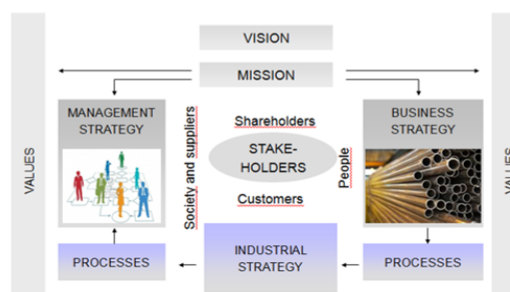 VISION
MISSION
VALUES
MANAGEMENT
STRATEGY
Society and suppliers
Shareholders
STAKE-
HOLDERS
Customers
People
BUSINESS
STRATEGY
VALUES
PROCESSES
INDUSTRIAL
STRATEGY
PROCESSES